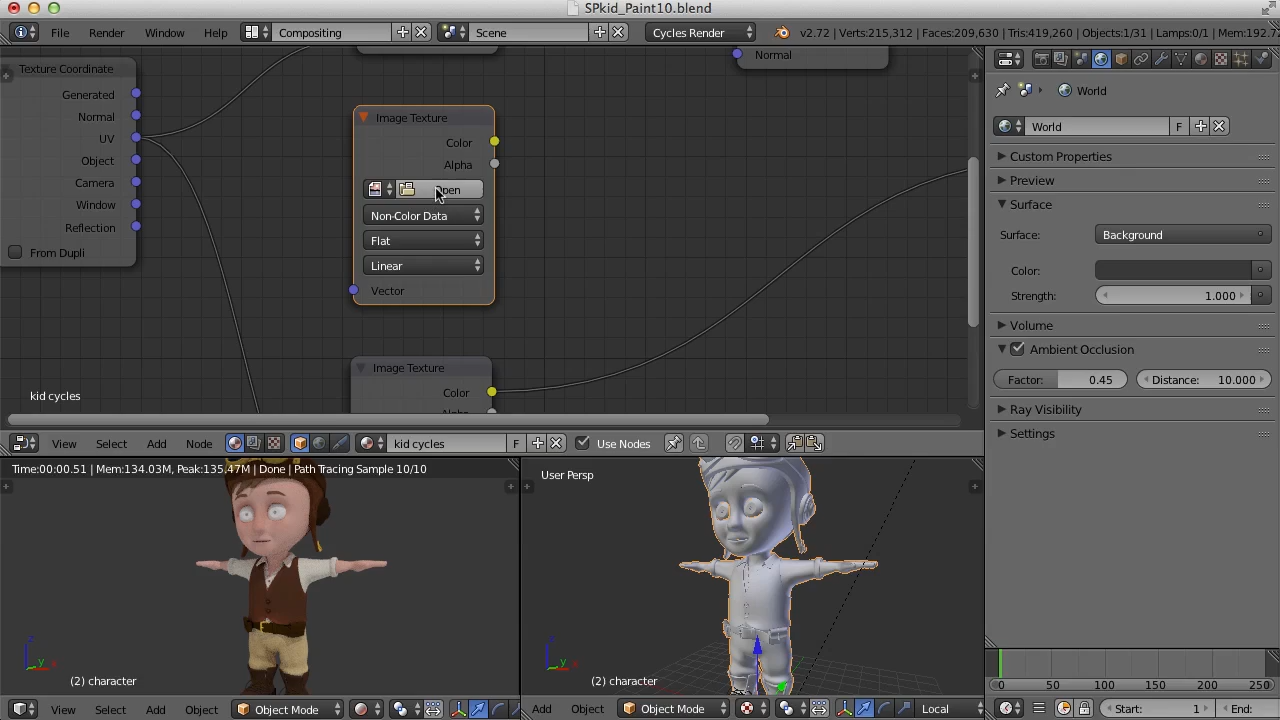 SPkid_Paint10.blend
File Render Window Help Compositing Scene Cycles Render v2.72 | Verts:215,312 | Faces:209,630 | Tris:419,260 | Objects:1/31 | Lamps:0/1 | Mem:192.7
Texture Coordinate
Generated
Normal
UV
Object
Camera
Window
Reflection
From Dupli
Image Texture
Color
Alpha
Open
Non-Color Data
Flat
Linear
Vector
Image Texture
Color
Alpha
Normal
kid cycles
View Select Add Node kid cycles F Use Nodes
World
World F
Custom Properties
Preview
Surface
Surface: Background
Color:
Strength: 1.000
Volume
Ambient Occlusion
Factor: 0.45 Distance: 10.000
Ray Visibility
Settings
Time:00:00.51 | Mem:134.03M, Peak:135.47M | Done | Path Tracing Sample 10/10
z
y
x
(2) character
View Select Add Object Object Mode
User Persp
z
y
x
(2) character
Add Object Object Mode Local
0 50 100 150 200 250
Start: 1 End: